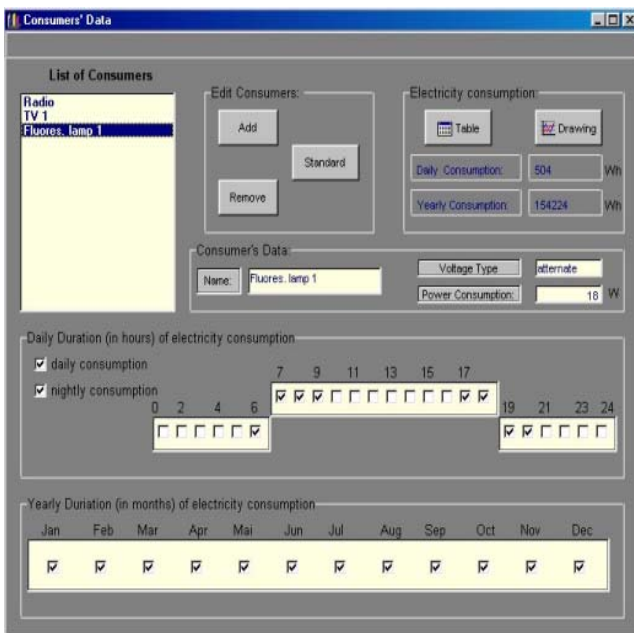 Consumers' Data
List of Consumers
Radio
TV 1
Fluores. lamp 1
Edit Consumers:
Add
Standard
Remove
Electricity consumption:
Table
Drawing
Daily Consumption:
504
Wh
Yearly Consumption:
154224
Wh
Consumer's Data:
Name:
Fluores. lamp 1
Voltage Type
alternate
Power Consumption:
18
W
Daily Duration (in hours) of electricity consumption
daily consumption
nightly consumption
7 9 11 13 15 17
0 2 4 6
19 21 23 24
Yearly Duriation (in months) of electricity consumption
Jan Feb Mar Apr Mai Jun Jul Aug Sep Oct Nov Dec